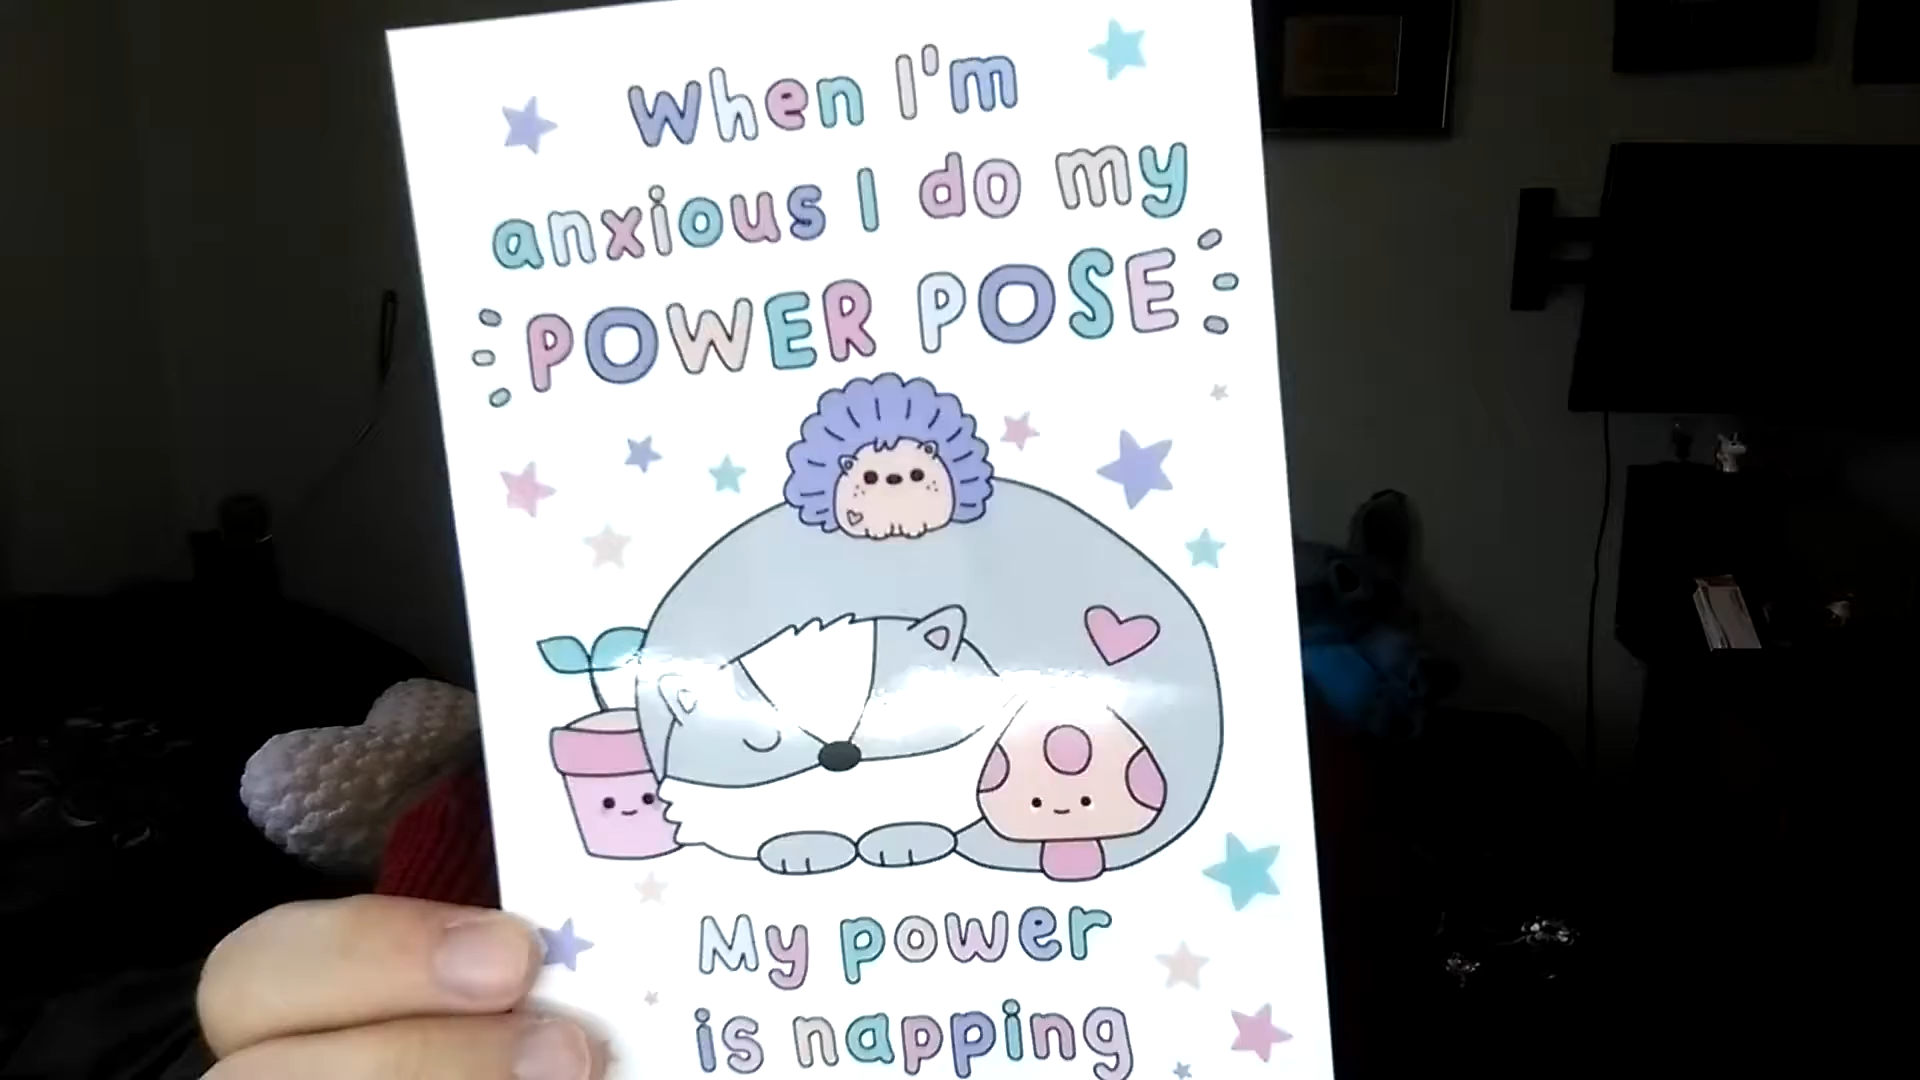 When I'm
anxious I do my
POWER POSE
My power
is napping